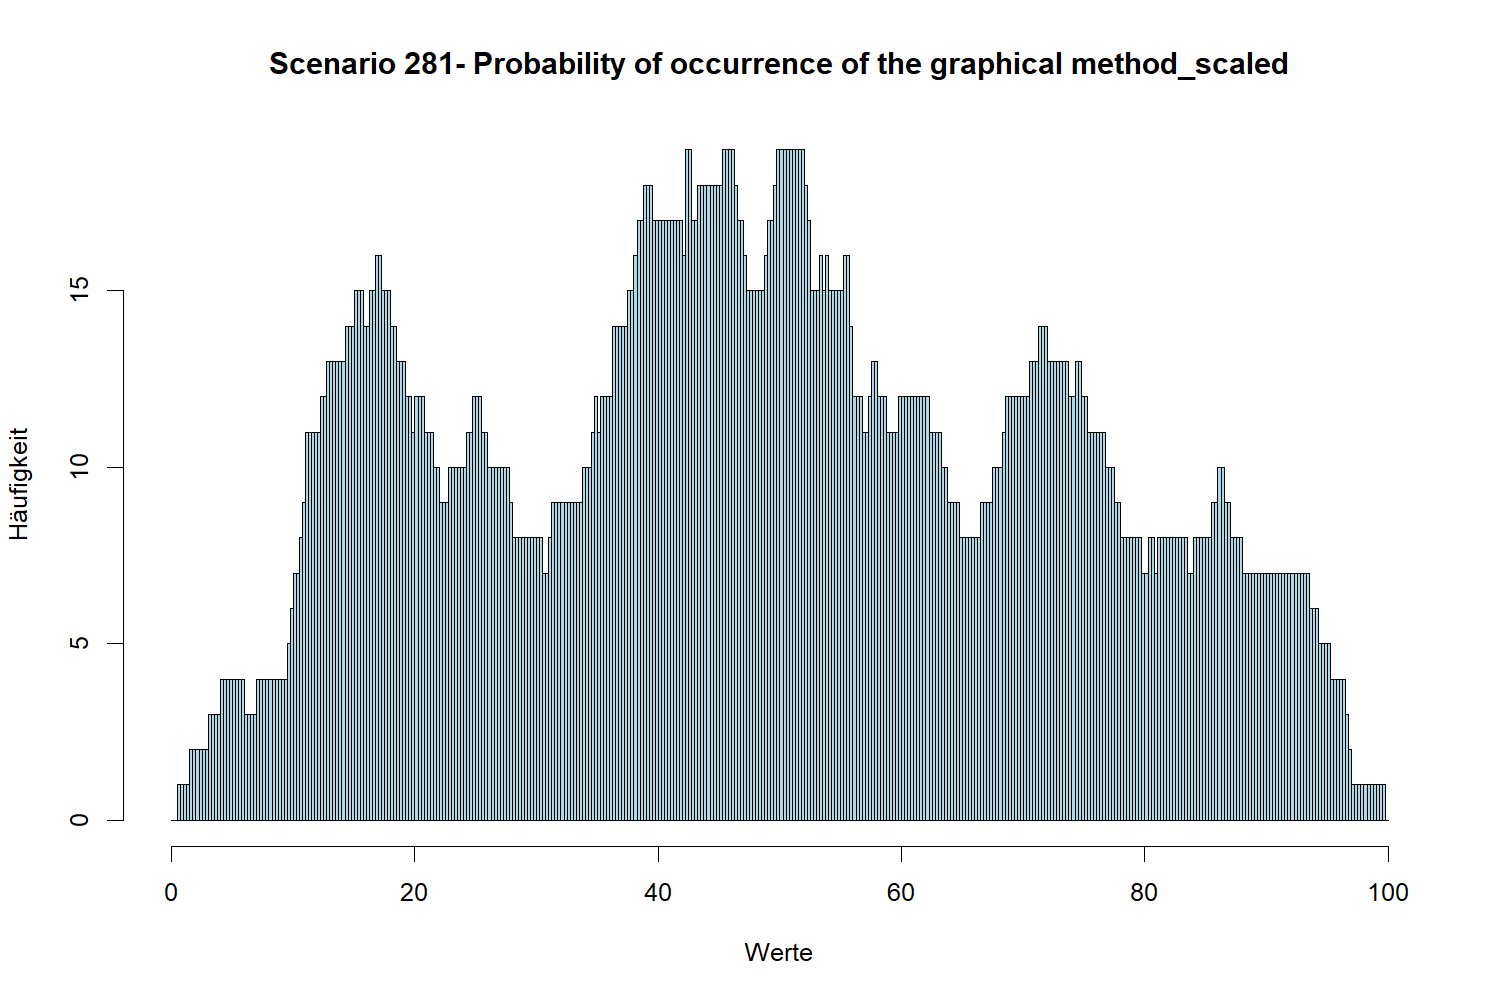 Scenario 281- Probability of occurrence of the graphical method_scaled
Häufigkeit
15
10
5
0
0 20 40 60 80 100
Werte